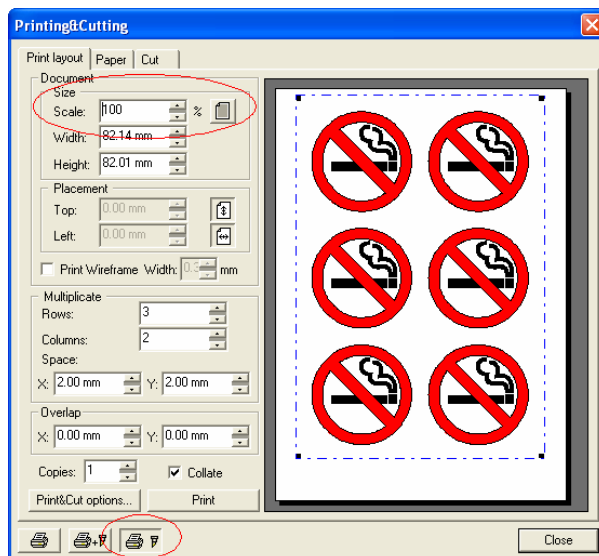 Printing&Cutting
Print layout Paper Cut
Document
Size
Scale: 100 %
Width: 82.14 mm
Height: 82.01 mm
Placement
Top: 0.00 mm
Left: 0.00 mm
Print Wireframe Width: mm
Multiplicate
Rows: 3
Columns: 2
Space:
X: 2.00 mm Y: 2.00 mm
Overlap
X: 0.00 mm Y: 0.00 mm
Copies: 1 Collate
Print&Cut options... Print
Close